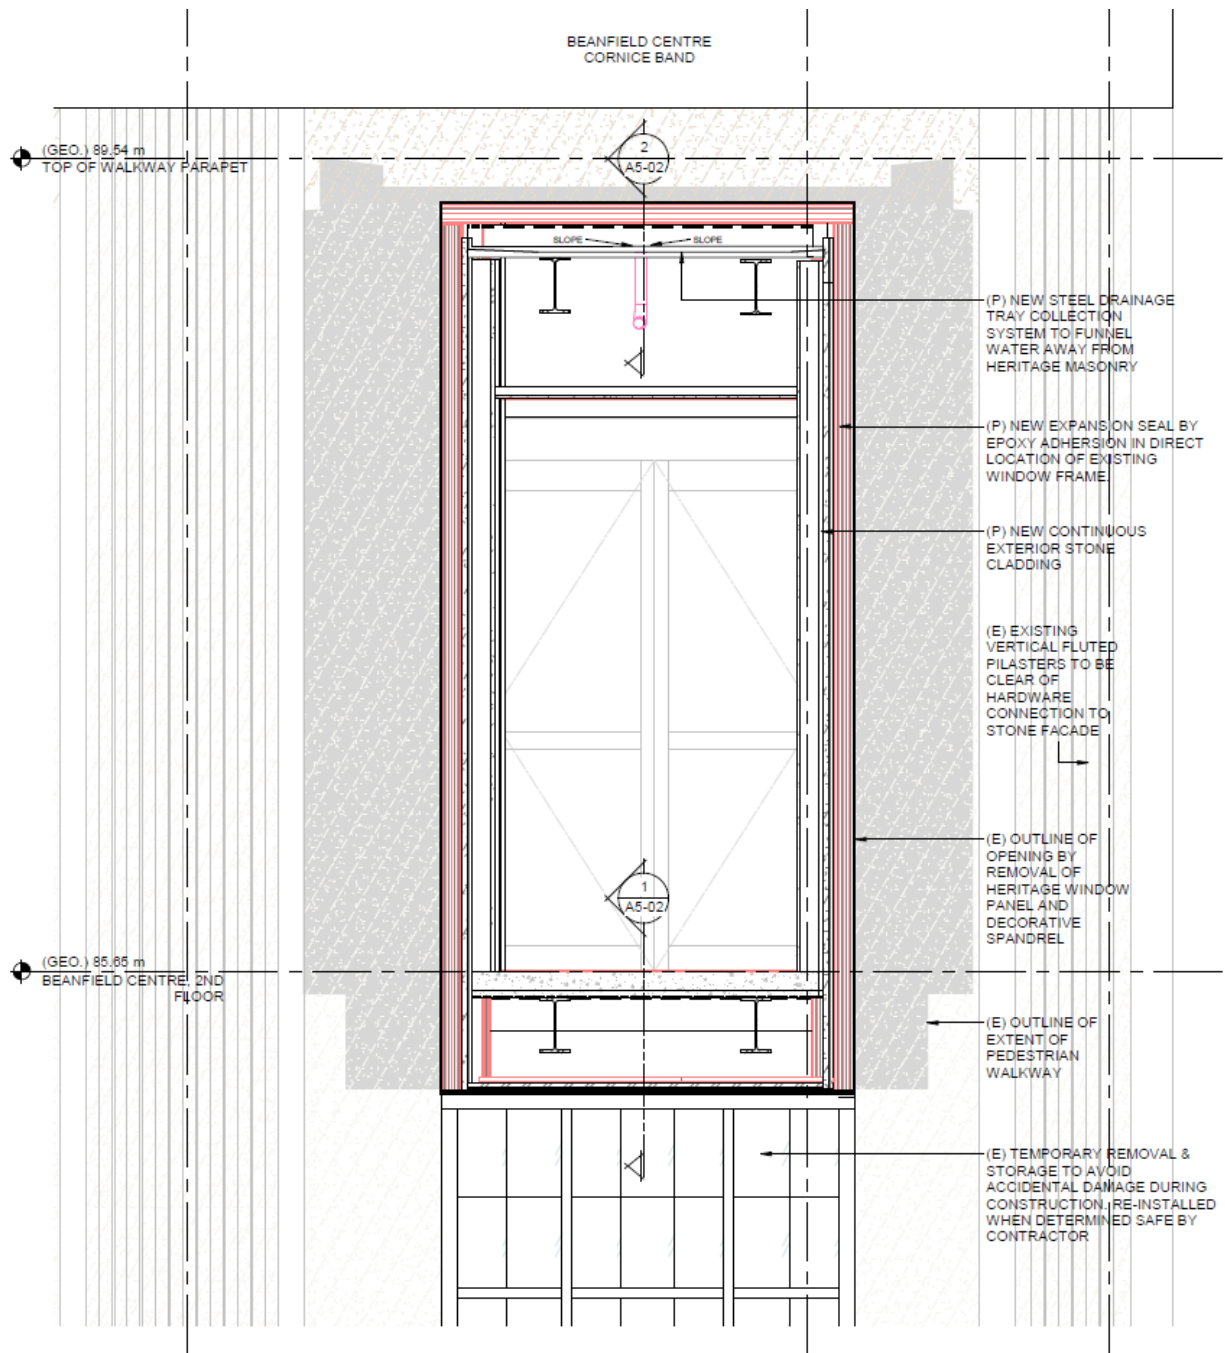 BEANFIELD CENTRE
CORNICE BAND
(GEO.) 89.54 m
TOP OF WALKWAY PARAPET
2
A5-02
SLOPE
SLOPE
(P) NEW STEEL DRAINAGE
TRAY COLLECTION
SYSTEM TO FUNNEL
WATER AWAY FROM
HERITAGE MASONRY
(P) NEW EXPANSION SEAL BY
EPOXY ADHERSION IN DIRECT
LOCATION OF EXISTING
WINDOW FRAME.
(P) NEW CONTINUOUS
EXTERIOR STONE
CLADDING
(E) EXISTING
VERTICAL FLUTED
PILASTERS TO BE
CLEAR OF
HARDWARE
CONNECTION TO
STONE FACADE
(E) OUTLINE OF
OPENING BY
REMOVAL OF
HERITAGE WINDOW
PANEL AND
DECORATIVE
SPANDREL
1
A5-02
(GEO.) 85.65 m
BEANFIELD CENTRE, 2ND
FLOOR
(E) OUTLINE OF
EXTENT OF
PEDESTRIAN
WALKWAY
(E) TEMPORARY REMOVAL &
STORAGE TO AVOID
ACCIDENTAL DAMAGE DURING
CONSTRUCTION. RE-INSTALLED
WHEN DETERMINED SAFE BY
CONTRACTOR